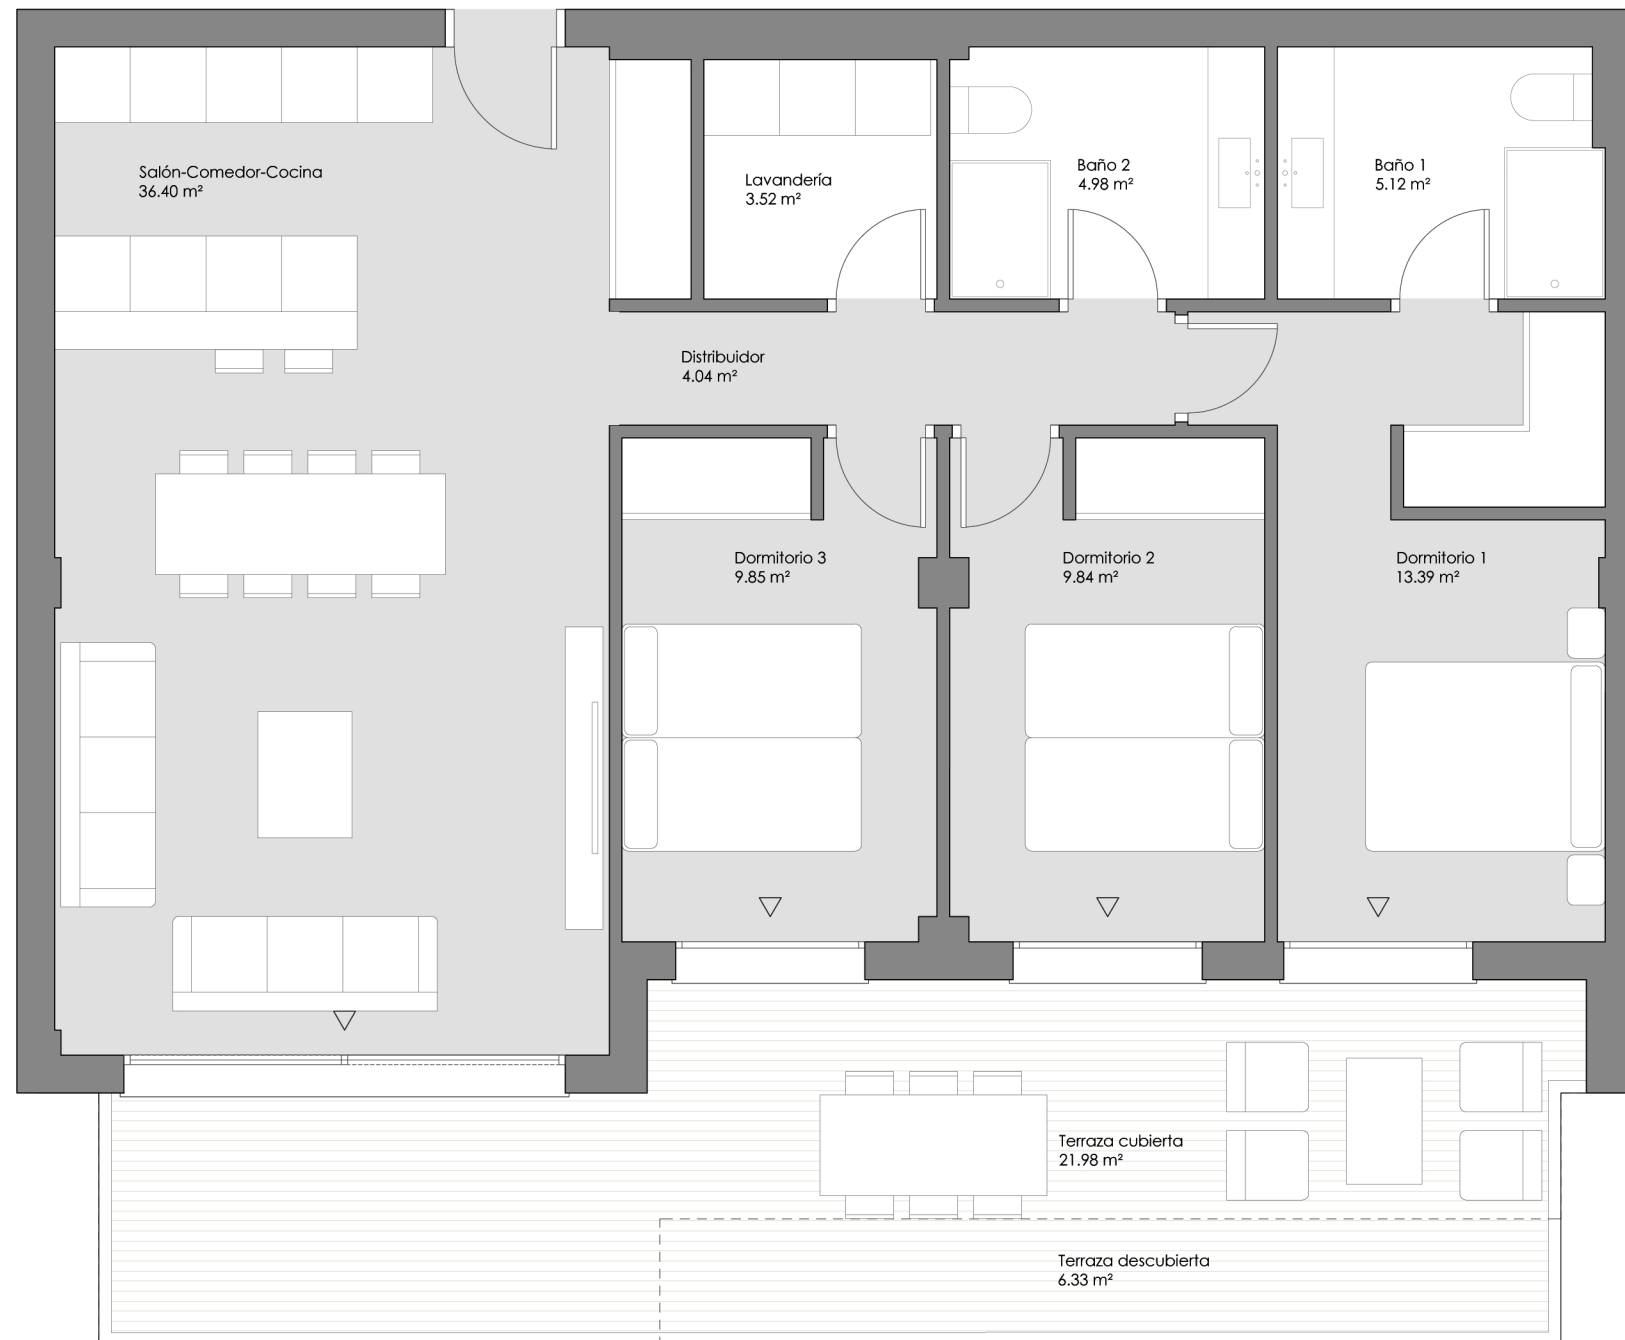 Salón-Comedor-Cocina
36.40 m²
Lavandería
3.52 m²
Baño 2
4.98 m²
Baño 1
5.12 m²
Distribuidor
4.04 m²
Dormitorio 3
9.85 m²
Dormitorio 2
9.84 m²
Dormitorio 1
13.39 m²
Terraza cubierta
21.98 m²
Terraza descubierta
6.33 m²